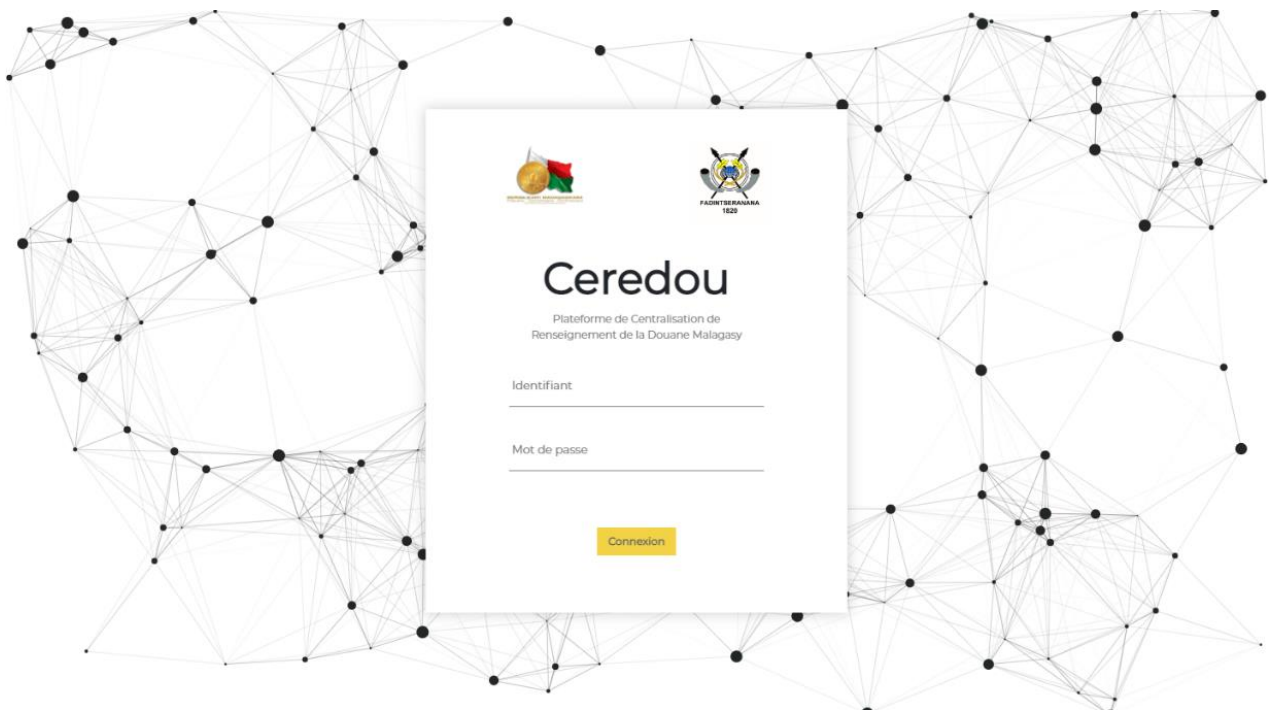 FADINTSERANANA
1820
Ceredou
Plateforme de Centralisation de
Renseignement de la Douane Malagasy
Identifiant
Mot de passe
Connexion